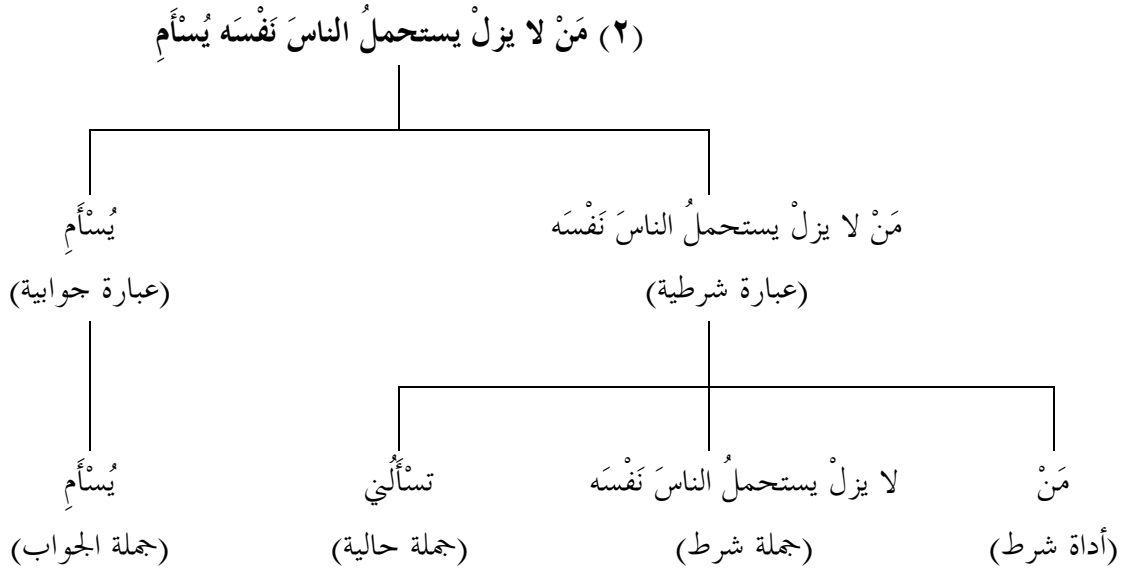 (٢) مَنْ لا يزلْ يستحملُ الناسَ نَفْسَه يُسْأَمِ
مَنْ لا يزلْ يستحملُ الناسَ نَفْسَه يُسْأَمِ
(عبارة شرطية) (عبارة جوابية)
مَنْ لا يزلْ يستحملُ الناسَ نَفْسَه تسْأَلُني يُسْأَمِ
(أداة شرط) (جملة شرط) (جملة حالية) (جملة الجواب)